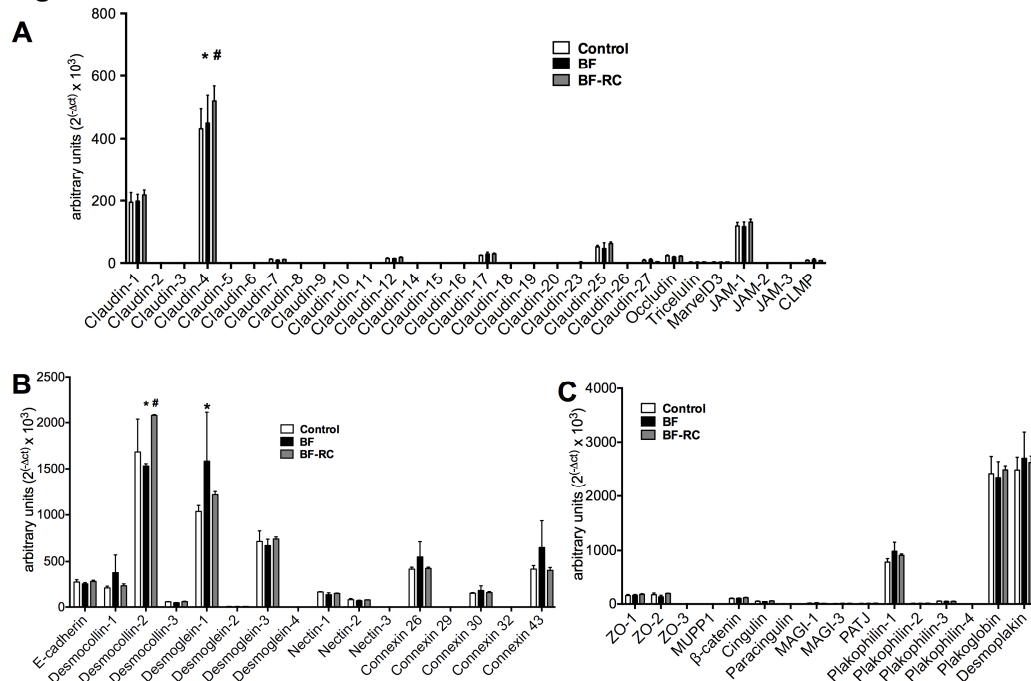 A
800
600
400
200
0
arbitrary units (2(-Δct) x 103)
* #
Control
BF
BF-RC
Claudin-1
Claudin-2
Claudin-3
Claudin-4
Claudin-5
Claudin-6
Claudin-7
Claudin-8
Claudin-9
Claudin-10
Claudin-11
Claudin-12
Claudin-14
Claudin-15
Claudin-16
Claudin-17
Claudin-18
Claudin-19
Claudin-20
Claudin-23
Claudin-25
Claudin-26
Claudin-27
Occludin
Tricelulin
MarvelD3
JAM-1
JAM-2
JAM-3
CLMP
B
2500
2000
1500
1000
500
0
arbitrary units (2(-Δct) x 103)
* #
*
Control
BF
BF-RC
E-cadherin
Desmocollin-1
Desmocollin-2
Desmocollin-3
Desmoglein-1
Desmoglein-2
Desmoglein-3
Desmoglein-4
Nectin-1
Nectin-2
Nectin-3
Connexin 26
Connexin 29
Connexin 30
Connexin 32
Connexin 43
C
4000
3000
2000
1000
0
arbitrary units (2(-Δct) x 103)
Control
BF
BF-RC
ZO-1
ZO-2
ZO-3
MUPP1
β-catenin
Cingulin
Paracingulin
MAGI-1
MAGI-3
PATJ
Plakophilin-1
Plakophilin-2
Plakophilin-3
Plakophilin-4
Plakoglobin
Desmoplakin